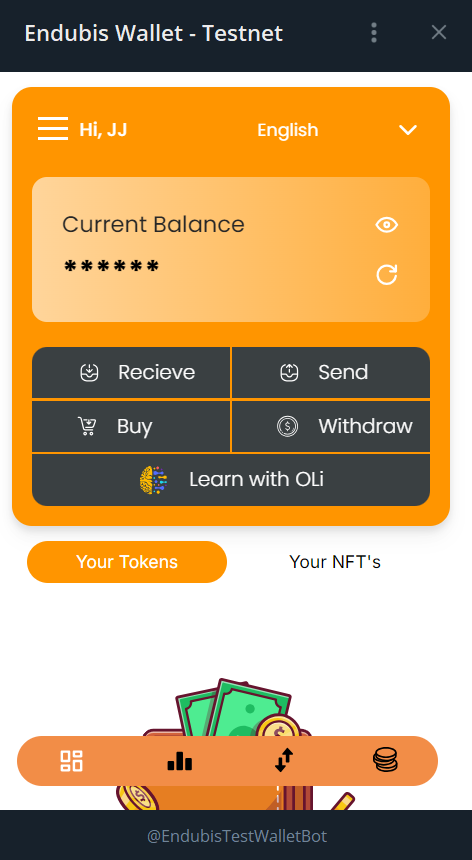 Endubis Wallet - Testnet
Hi, JJ
English
Current Balance
******
Recieve
Send
Buy
Withdraw
Learn with OLi
Your Tokens
Your NFT's
@EndubisTestWalletBot